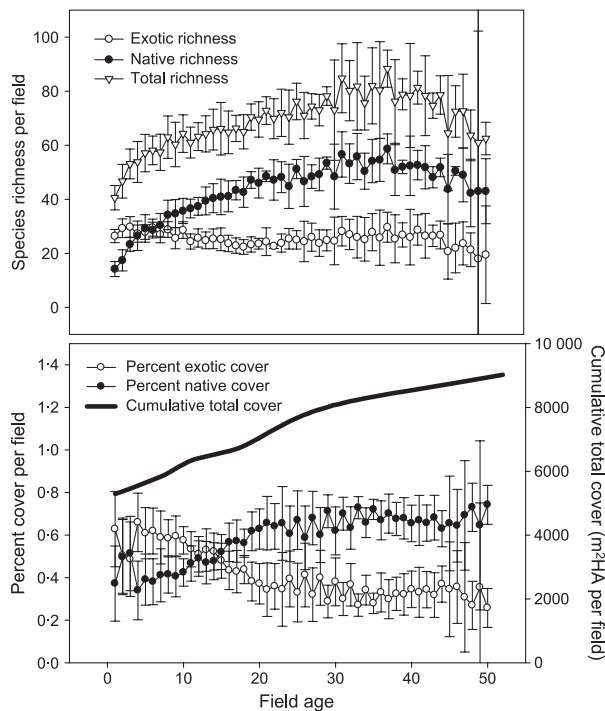 Exotic richness
Native richness
Total richness
100
80
60
40
20
0
Species richness per field
Percent exotic cover
Percent native cover
Cumulative total cover
1·4
1·2
1·0
0·8
0·6
0·4
0·2
0·0
Percent cover per field
10 000
8000
6000
4000
2000
0
Cumulative total cover (m²HA per field)
0 10 20 30 40 50
Field age